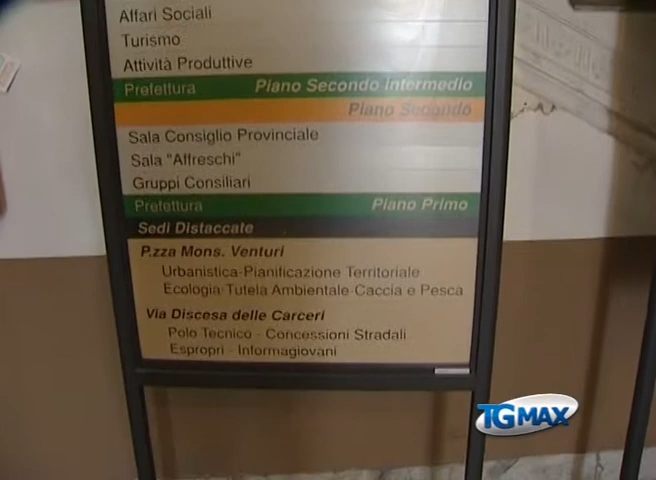 Affari Sociali
Turismo
Attività Produttive
Prefettura Piano Secondo Intermedio
Piano Secondo
Sala Consiglio Provinciale
Sala "Affreschi"
Gruppi Consiliari
Prefettura Piano Primo
Sedi Distaccate
P.zza Mons. Venturi
Urbanistica-Pianificazione Territoriale
Ecologia-Tutela Ambientale-Caccia e Pesca
Via Discesa delle Carceri
Polo Tecnico - Concessioni Stradali
Espropri - Informagiovani
TGMAX